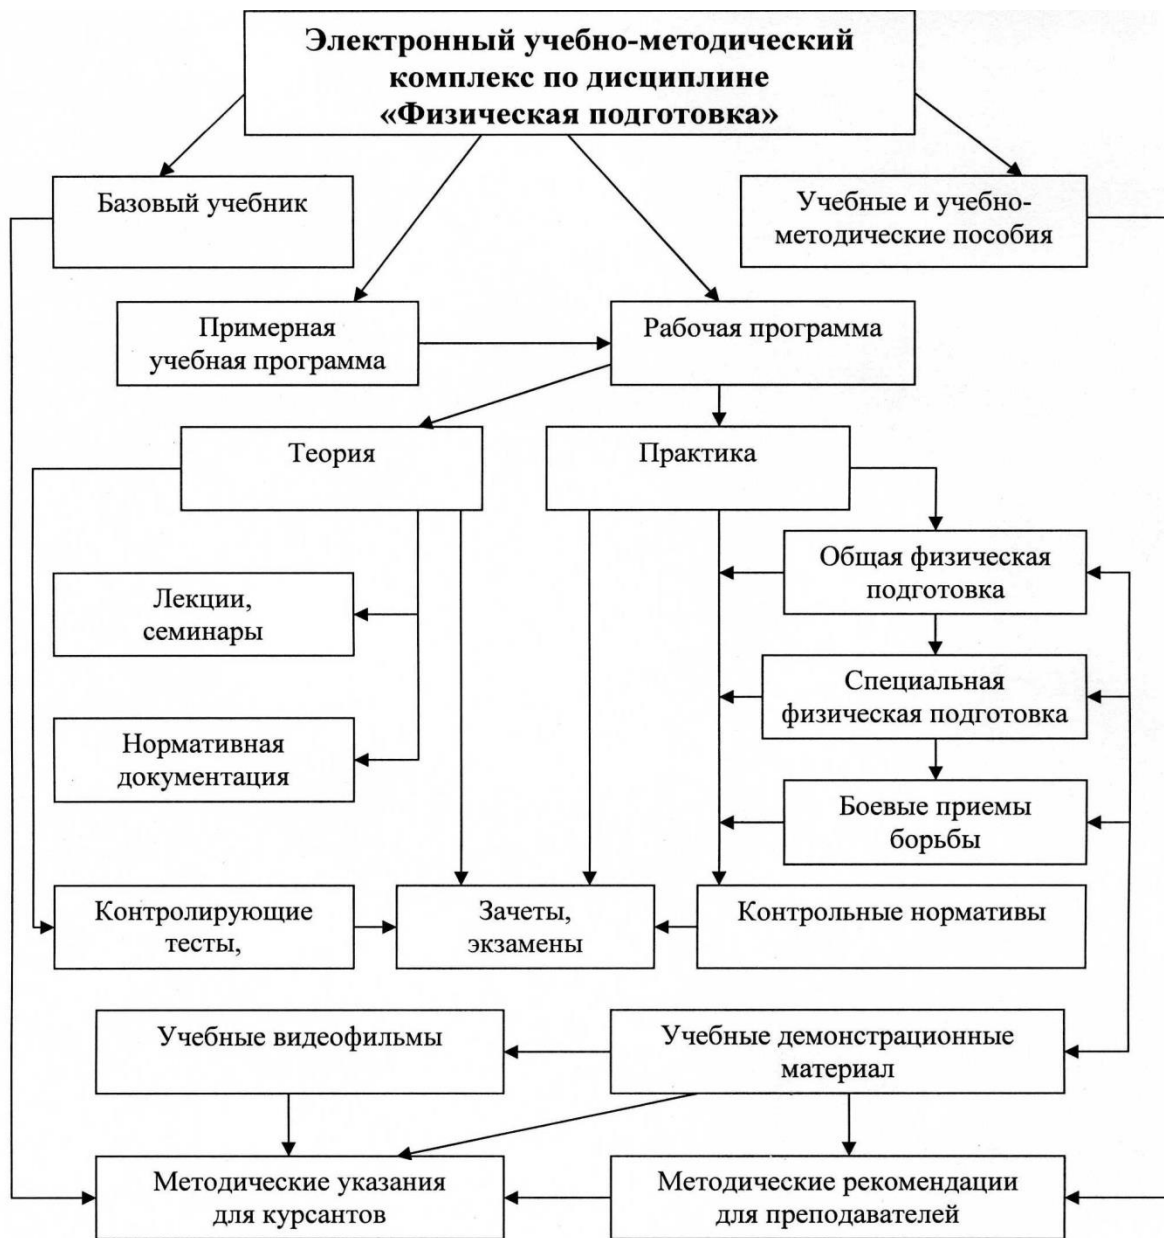 Электронный учебно-методический
комплекс по дисциплине
«Физическая подготовка»
Базовый учебник
Учебные и учебно-
методические пособия
Примерная
учебная программа
Рабочая программа
Теория
Практика
Общая физическая
подготовка
Лекции,
семинары
Специальная
физическая подготовка
Нормативная
документация
Боевые приемы
борьбы
Контролирующие
тесты,
Зачеты,
экзамены
Контрольные нормативы
Учебные видеофильмы
Учебные демонстрационные
материал
Методические указания
для курсантов
Методические рекомендации
для преподавателей